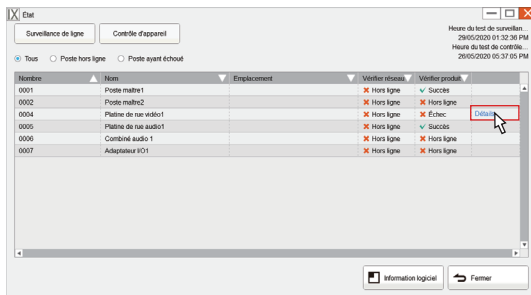 État
Surveillance de ligne
Contrôle d'appareil
Heure du test de surveillan...
29/05/2020 01:32:36 PM
Heure du test de contrôle...
26/05/2020 05:37:05 PM
Tous
Poste hors ligne
Poste ayant échoué
Nombre Nom Emplacement Vérifier réseau Vérifier produit
0001 Poste maître1 Hors ligne Succès
0002 Poste maître2 Hors ligne Hors ligne
0004 Platine de rue vidéo1 Hors ligne Échec Détails
0005 Platine de rue audio1 Hors ligne Succès
0006 Combiné audio 1 Hors ligne Hors ligne
0007 Adaptateur I/O1 Hors ligne Hors ligne
Information logiciel
Fermer